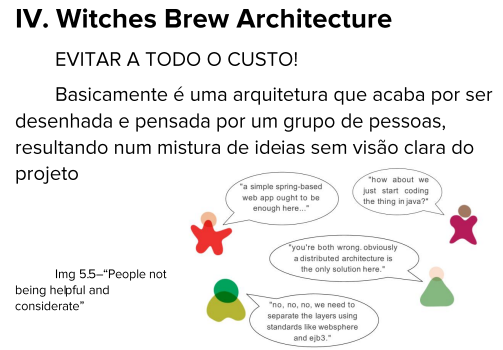 IV. Witches Brew Architecture
EVITAR A TODO O CUSTO!
Basicamente é uma arquitetura que acaba por ser
desenhada e pensada por um grupo de pessoas,
resultando num mistura de ideias sem visão clara do
projeto
"a simple spring-based
web app ought to be
enough here..."
"how about we
just start coding
the thing in java?"
"you're both wrong. obviously
a distributed architecture is
the only solution here."
Img 5.5–“People not
being helpful and
considerate”
"no, no, no, we need to
separate the layers using
standards like websphere
and ejb3."